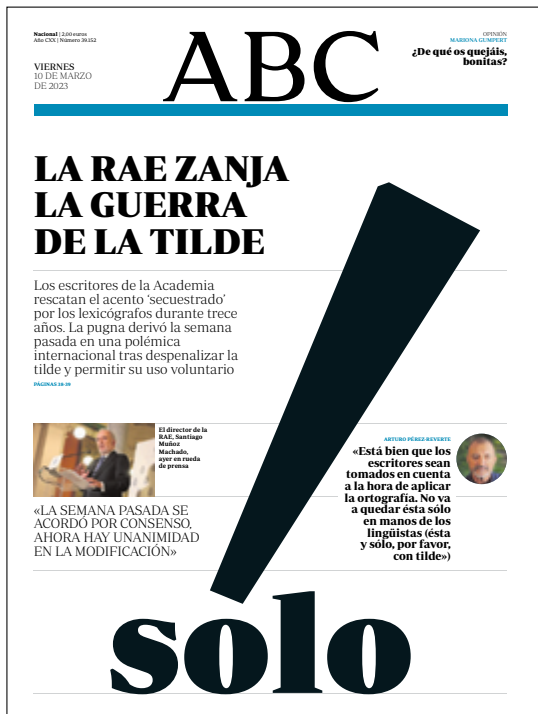 Nacional | 2,00 euros
Año CXX | Número 39.152
VIERNES
10 DE MARZO
DE 2023
ABC
OPINIÓN
MARIONA GUMPERT
¿De qué os quejáis,
bonitas?
LA RAE ZANJA
LA GUERRA
DE LA TILDE
Los escritores de la Academia
rescatan el acento ‘secuestrado’
por los lexicógrafos durante trece
años. La pugna derivó la semana
pasada en una polémica
internacional tras despenalizar la
tilde y permitir su uso voluntario
PÁGINAS 38-39
El director de la
RAE, Santiago
Muñoz
Machado,
ayer en rueda
de prensa
«LA SEMANA PASADA SE
ACORDÓ POR CONSENSO,
AHORA HAY UNANIMIDAD
EN LA MODIFICACIÓN»
ARTURO PÉREZ-REVERTE
«Está bien que los
escritores sean
tomados en cuenta
a la hora de aplicar
la ortografía. No va
a quedar ésta sólo
en manos de los
lingüistas (ésta
y sólo, por favor,
con tilde»)
sólo